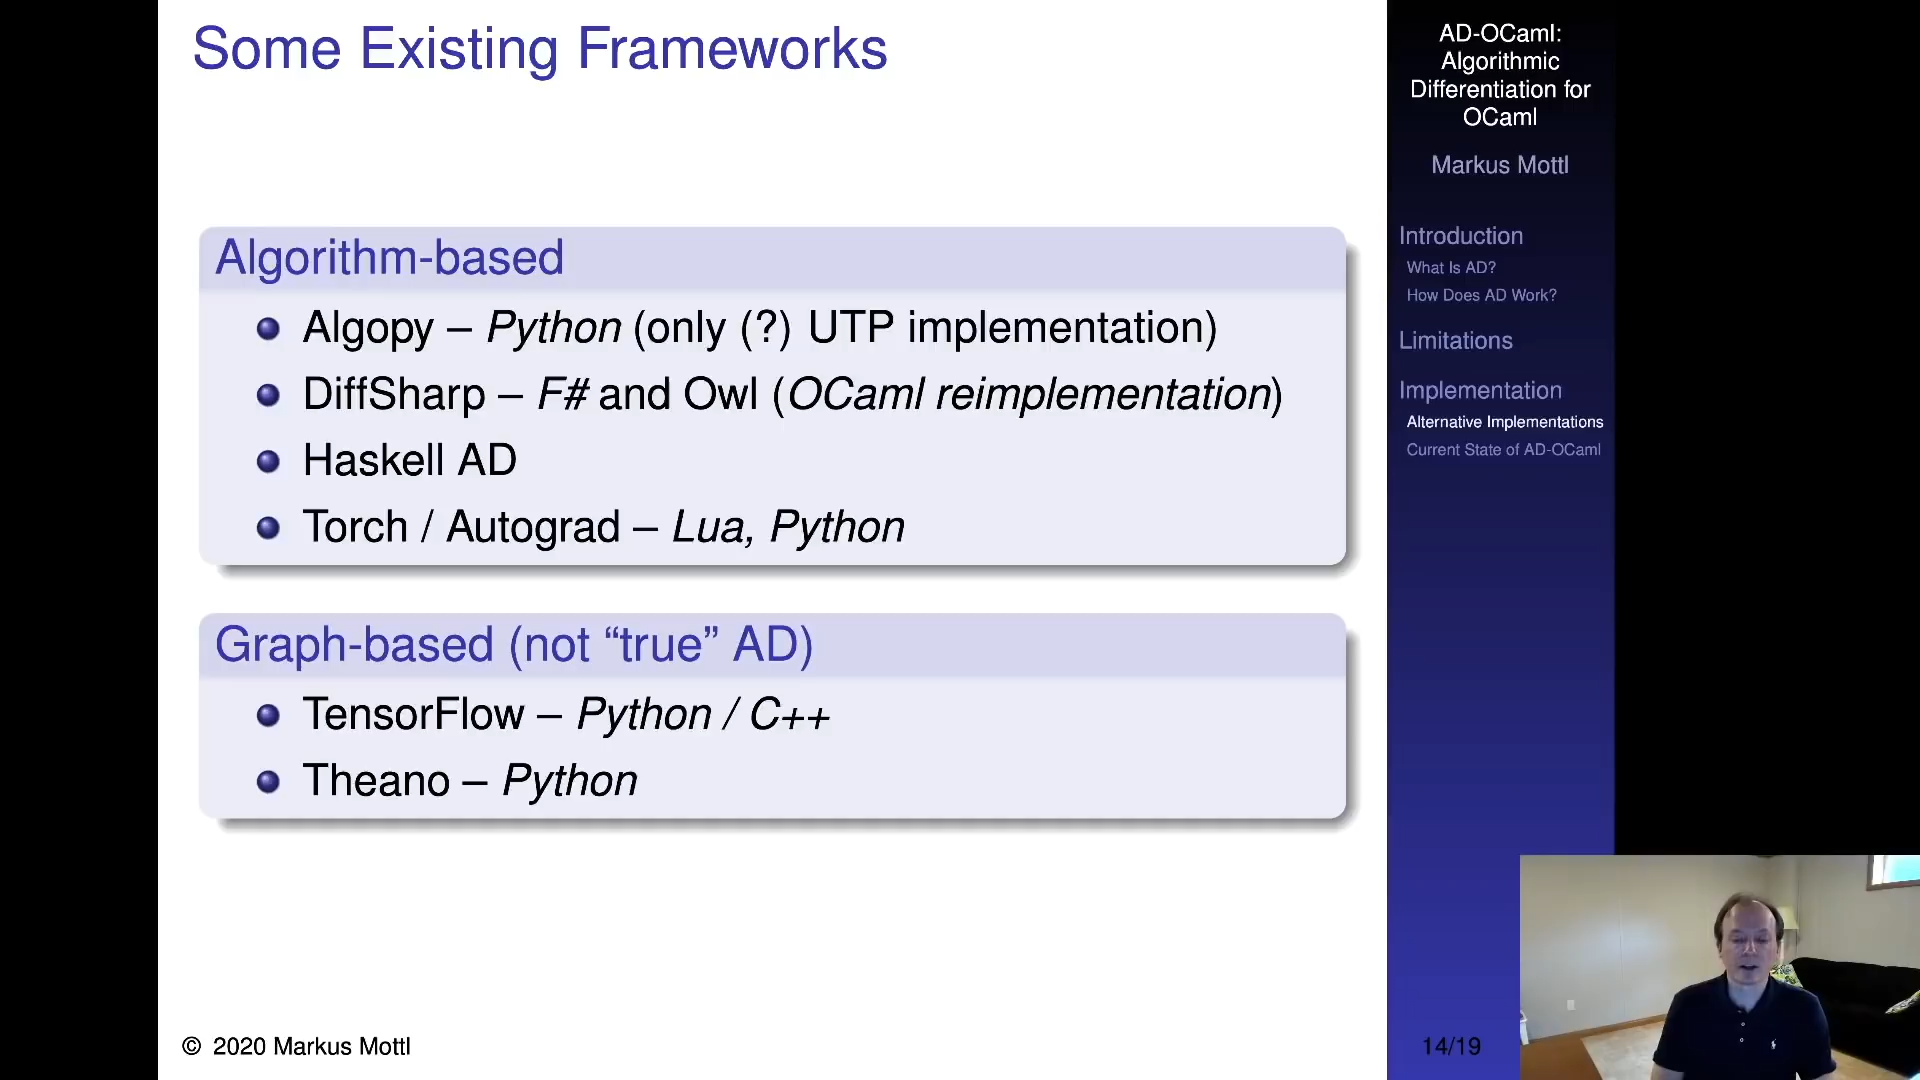 Some Existing Frameworks
Algorithm-based
Algopy – Python (only (?) UTP implementation)
DiffSharp – F# and Owl (OCaml reimplementation)
Haskell AD
Torch / Autograd – Lua, Python
Graph-based (not “true” AD)
TensorFlow – Python / C++
Theano – Python
© 2020 Markus Mottl
AD-OCaml:
Algorithmic
Differentiation for
OCaml
Markus Mottl
Introduction
What Is AD?
How Does AD Work?
Limitations
Implementation
Alternative Implementations
Current State of AD-OCaml
14/19